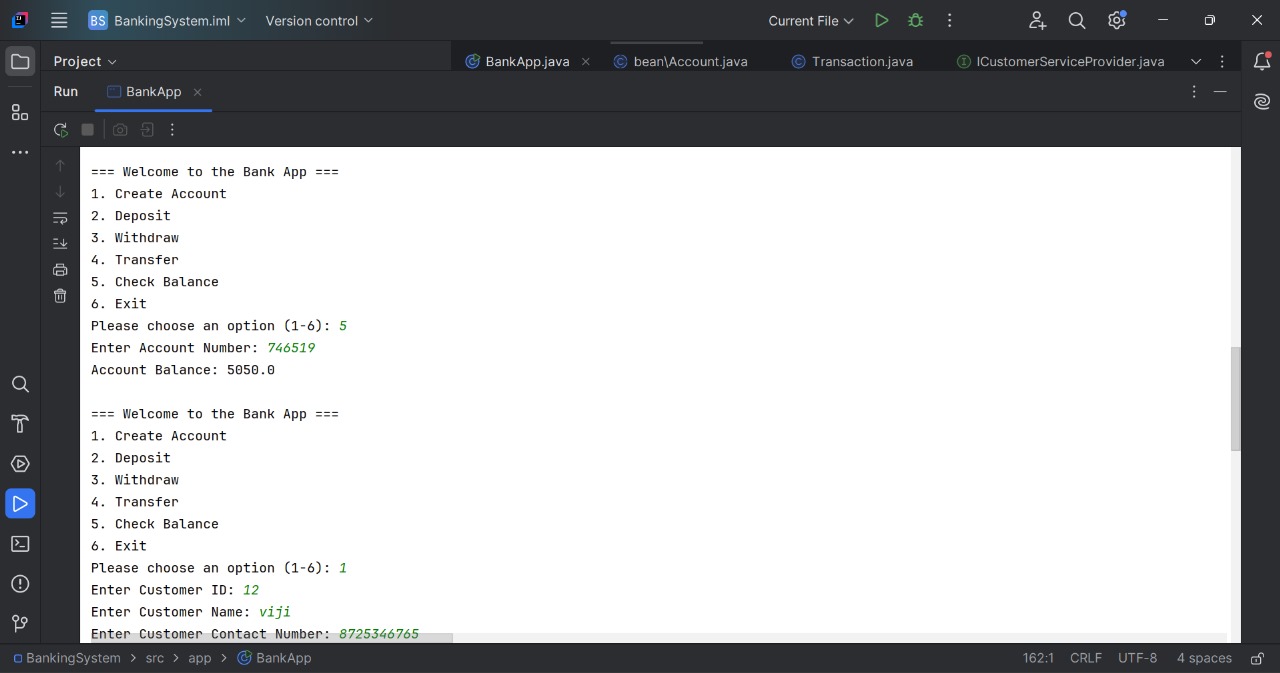 BS BankingSystem.iml Version control Current File
Project BankApp.java bean\Account.java Transaction.java ICustomerServiceProvider.java
Run BankApp
=== Welcome to the Bank App ===
1. Create Account
2. Deposit
3. Withdraw
4. Transfer
5. Check Balance
6. Exit
Please choose an option (1-6): 5
Enter Account Number: 746519
Account Balance: 5050.0
=== Welcome to the Bank App ===
1. Create Account
2. Deposit
3. Withdraw
4. Transfer
5. Check Balance
6. Exit
Please choose an option (1-6): 1
Enter Customer ID: 12
Enter Customer Name: viji
Enter Customer Contact Number: 8725346765
BankingSystem > src > app > BankApp 162:1 CRLF UTF-8 4 spaces